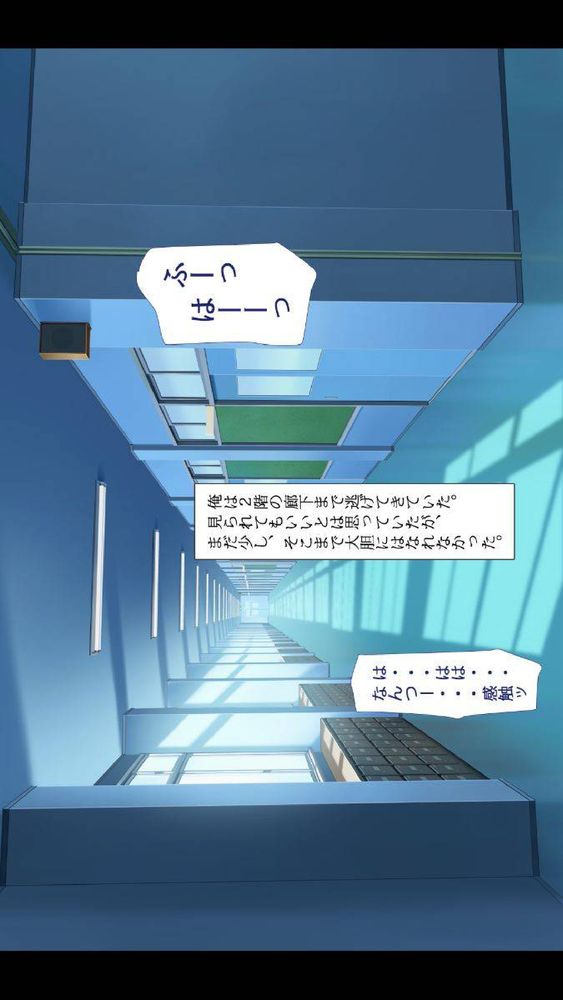 ふーっ
はーーっ
俺は2階の廊下まで逃げてきていた。
見られてもいいとは思っていたが、
まだ少し、そこまで大胆にはなれなかった。
は・・・はは・・・
なんつー・・・感触ッ